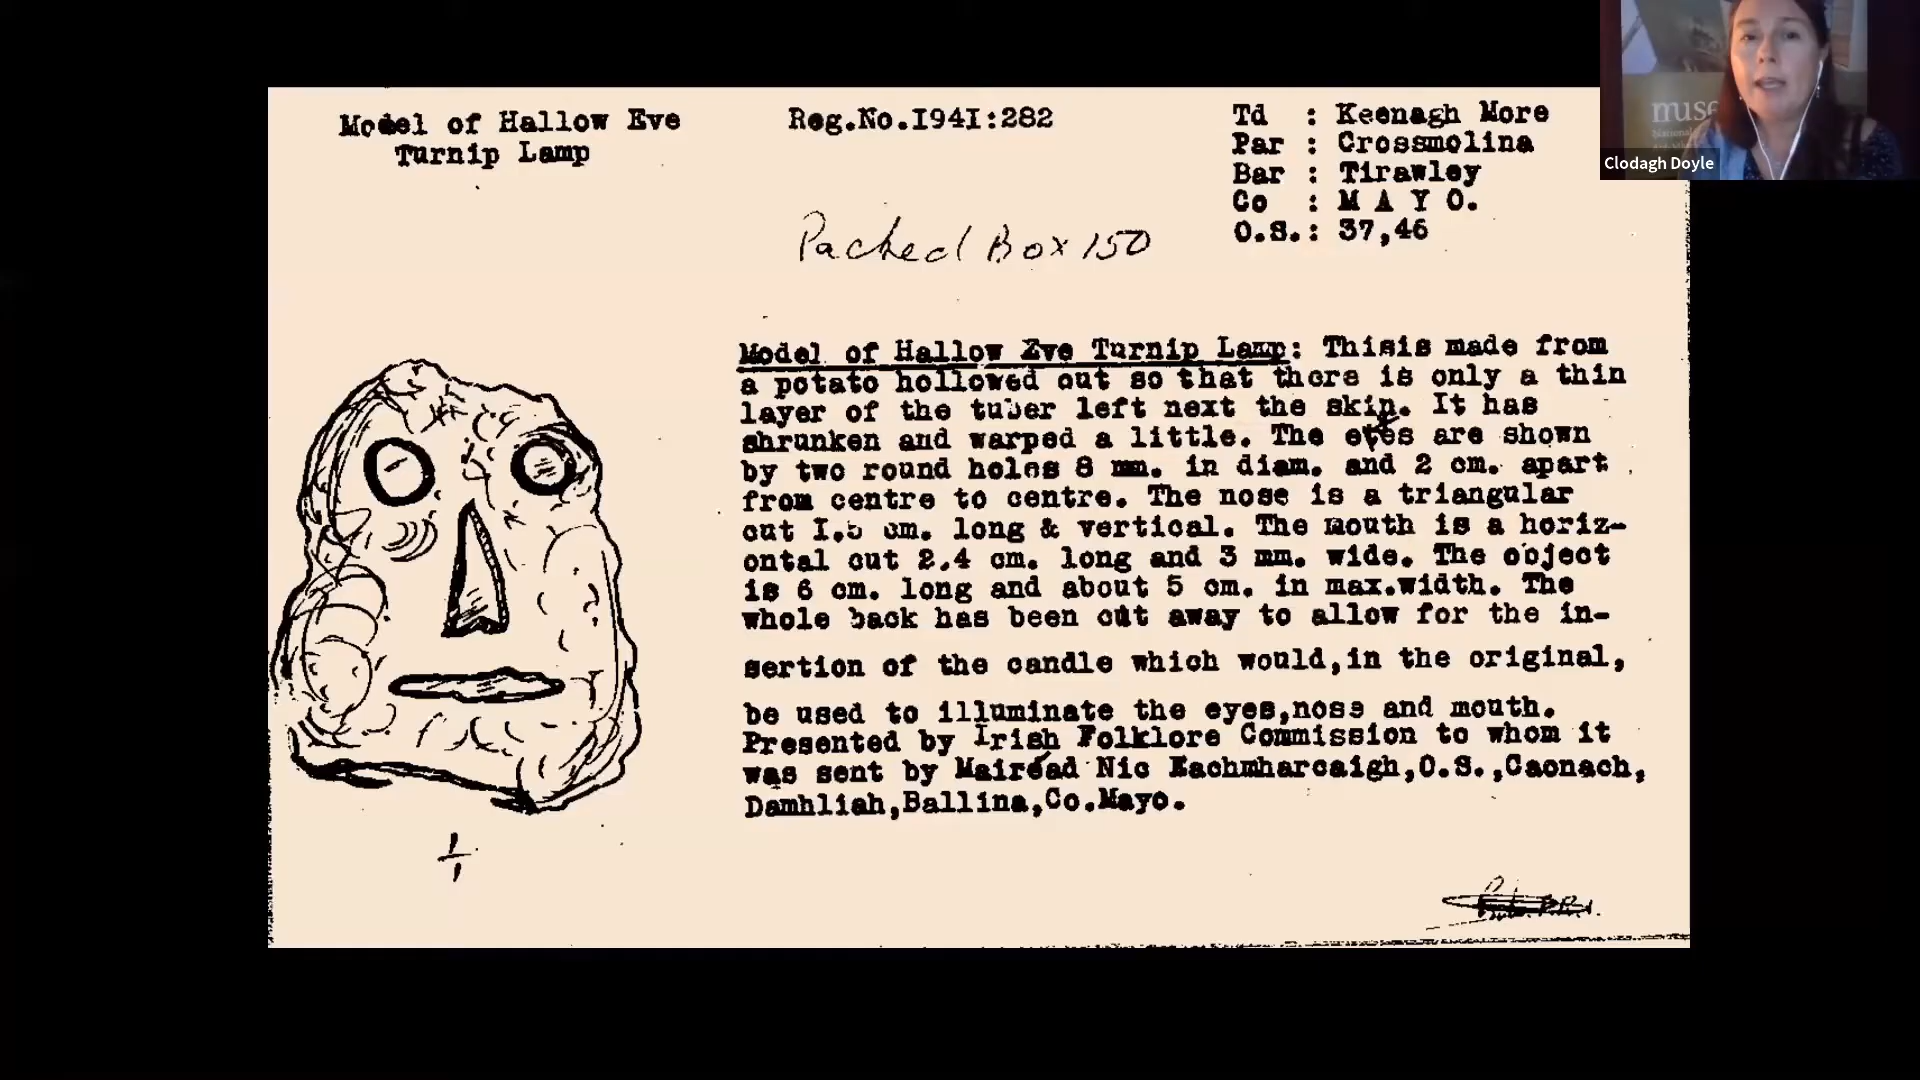 Model of Hallow Eve
Turnip Lamp
Reg.No.I94I:282
Td : Keenagh More
Par : Crossmolina
Bar : Tirawley
Co : M A Y O.
O.S.: 37,46
muse
National
Clodagh Doyle
Packed Box 150
Model of Hallow Eve Turnip Lamp: Thisis made from
a potato hollowed out so that there is only a thin
layer of the tuber left next the skin. It has
shrunken and warped a little. The eyes are shown
by two round holes 8 mm. in diam. and 2 cm. apart
from centre to centre. The nose is a triangular
cut I.5 cm. long & vertical. The mouth is a horiz-
ontal cut 2.4 cm. long and 3 mm. wide. The object
is 6 cm. long and about 5 cm. in max.width. The
whole back has been cut away to allow for the in-
sertion of the candle which would,in the original,
be used to illuminate the eyes,nose and mouth.
Presented by Irish Folklore Commission to whom it
was sent by Mairéad Nic Eachmharcaigh,O.S.,Caonach,
Damhliah,Ballina,Co.Mayo.
1/1